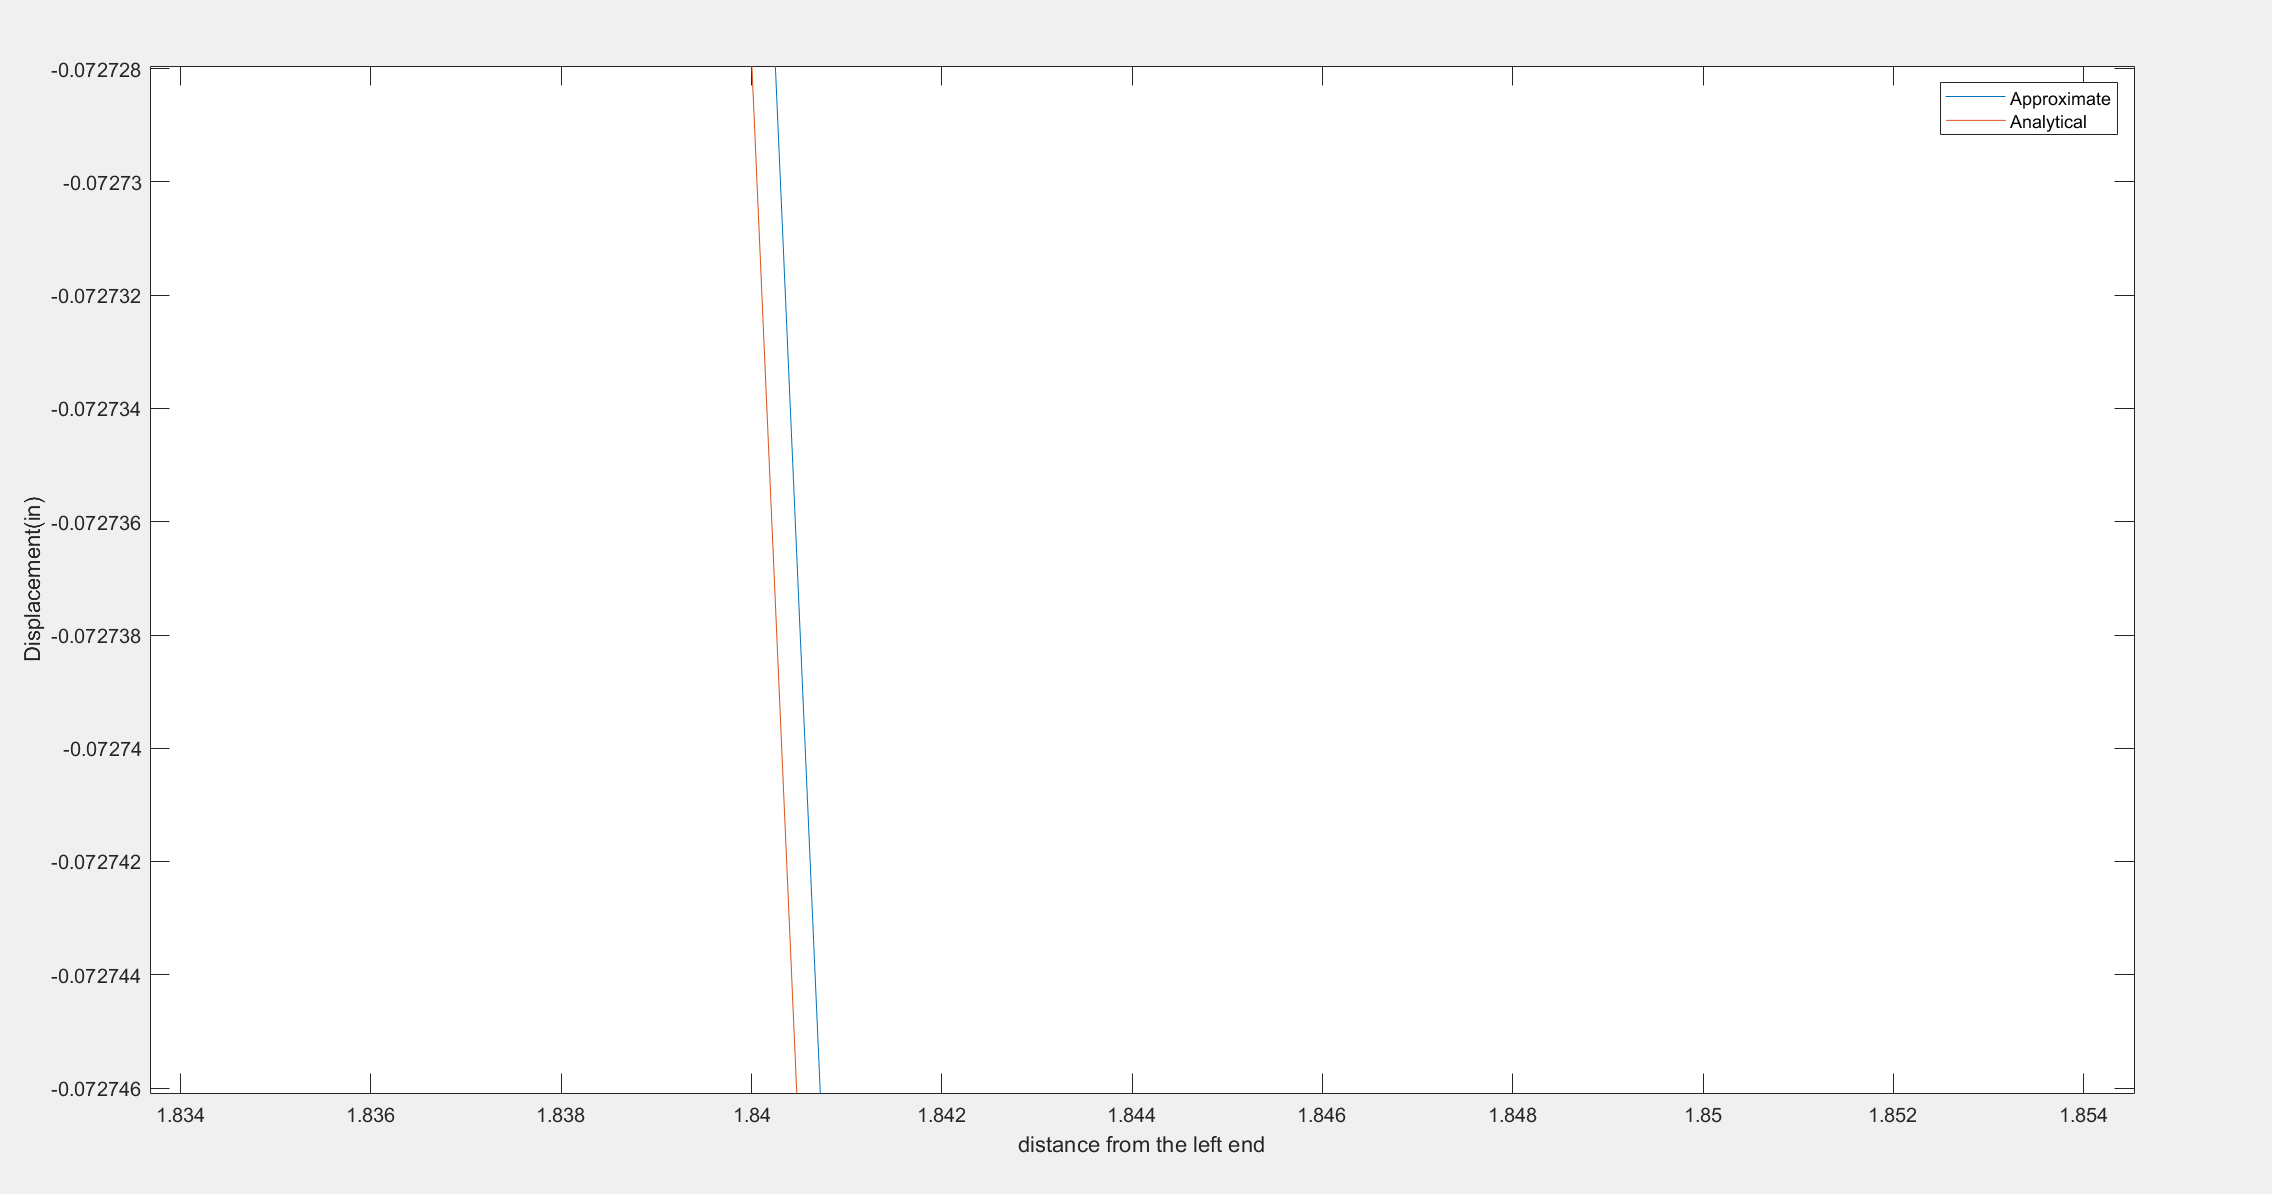 -0.072728
-0.07273
-0.072732
-0.072734
-0.072736
-0.072738
-0.07274
-0.072742
-0.072744
-0.072746
Displacement(in)
Approximate
Analytical
1.834 1.836 1.838 1.84 1.842 1.844 1.846 1.848 1.85 1.852 1.854
distance from the left end